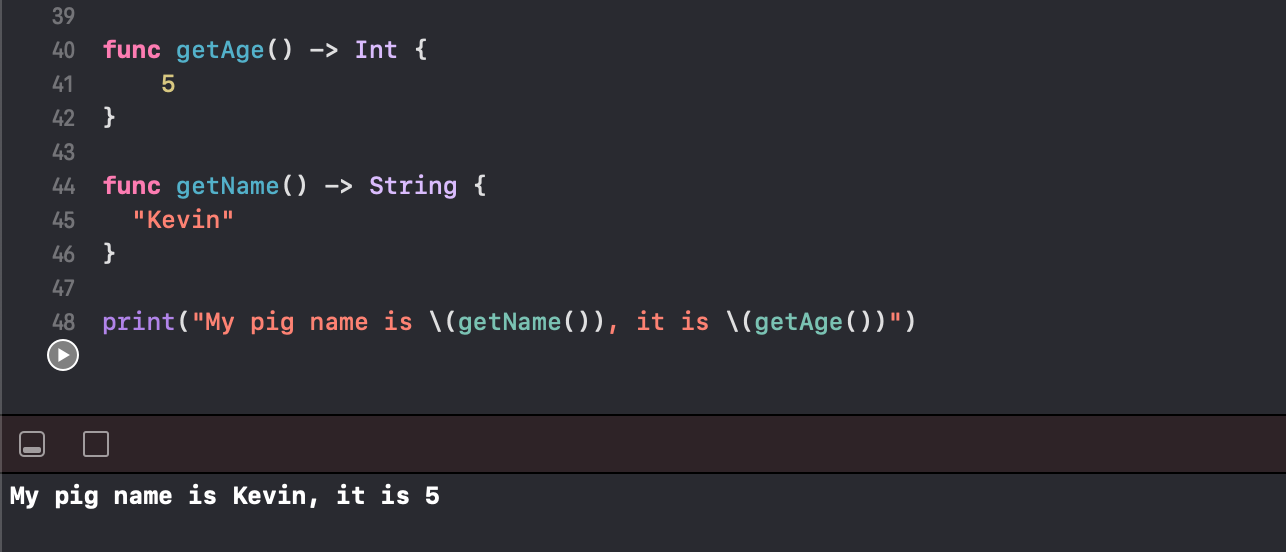 39
40 func getAge() -> Int {
41     5
42 }
43
44 func getName() -> String {
45   "Kevin"
46 }
47
48 print("My pig name is \(getName()), it is \(getAge())")
My pig name is Kevin, it is 5